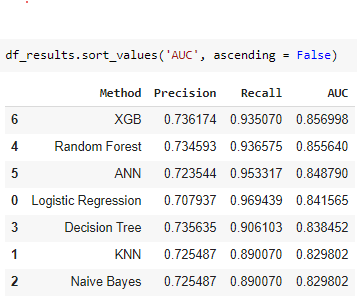 df_results.sort_values('AUC', ascending = False)
Method Precision Recall AUC
6 XGB 0.736174 0.935070 0.856998
4 Random Forest 0.734593 0.936575 0.855640
5 ANN 0.723544 0.953317 0.848790
0 Logistic Regression 0.707937 0.969439 0.841565
3 Decision Tree 0.735635 0.906103 0.838452
1 KNN 0.725487 0.890070 0.829802
2 Naive Bayes 0.725487 0.890070 0.829802